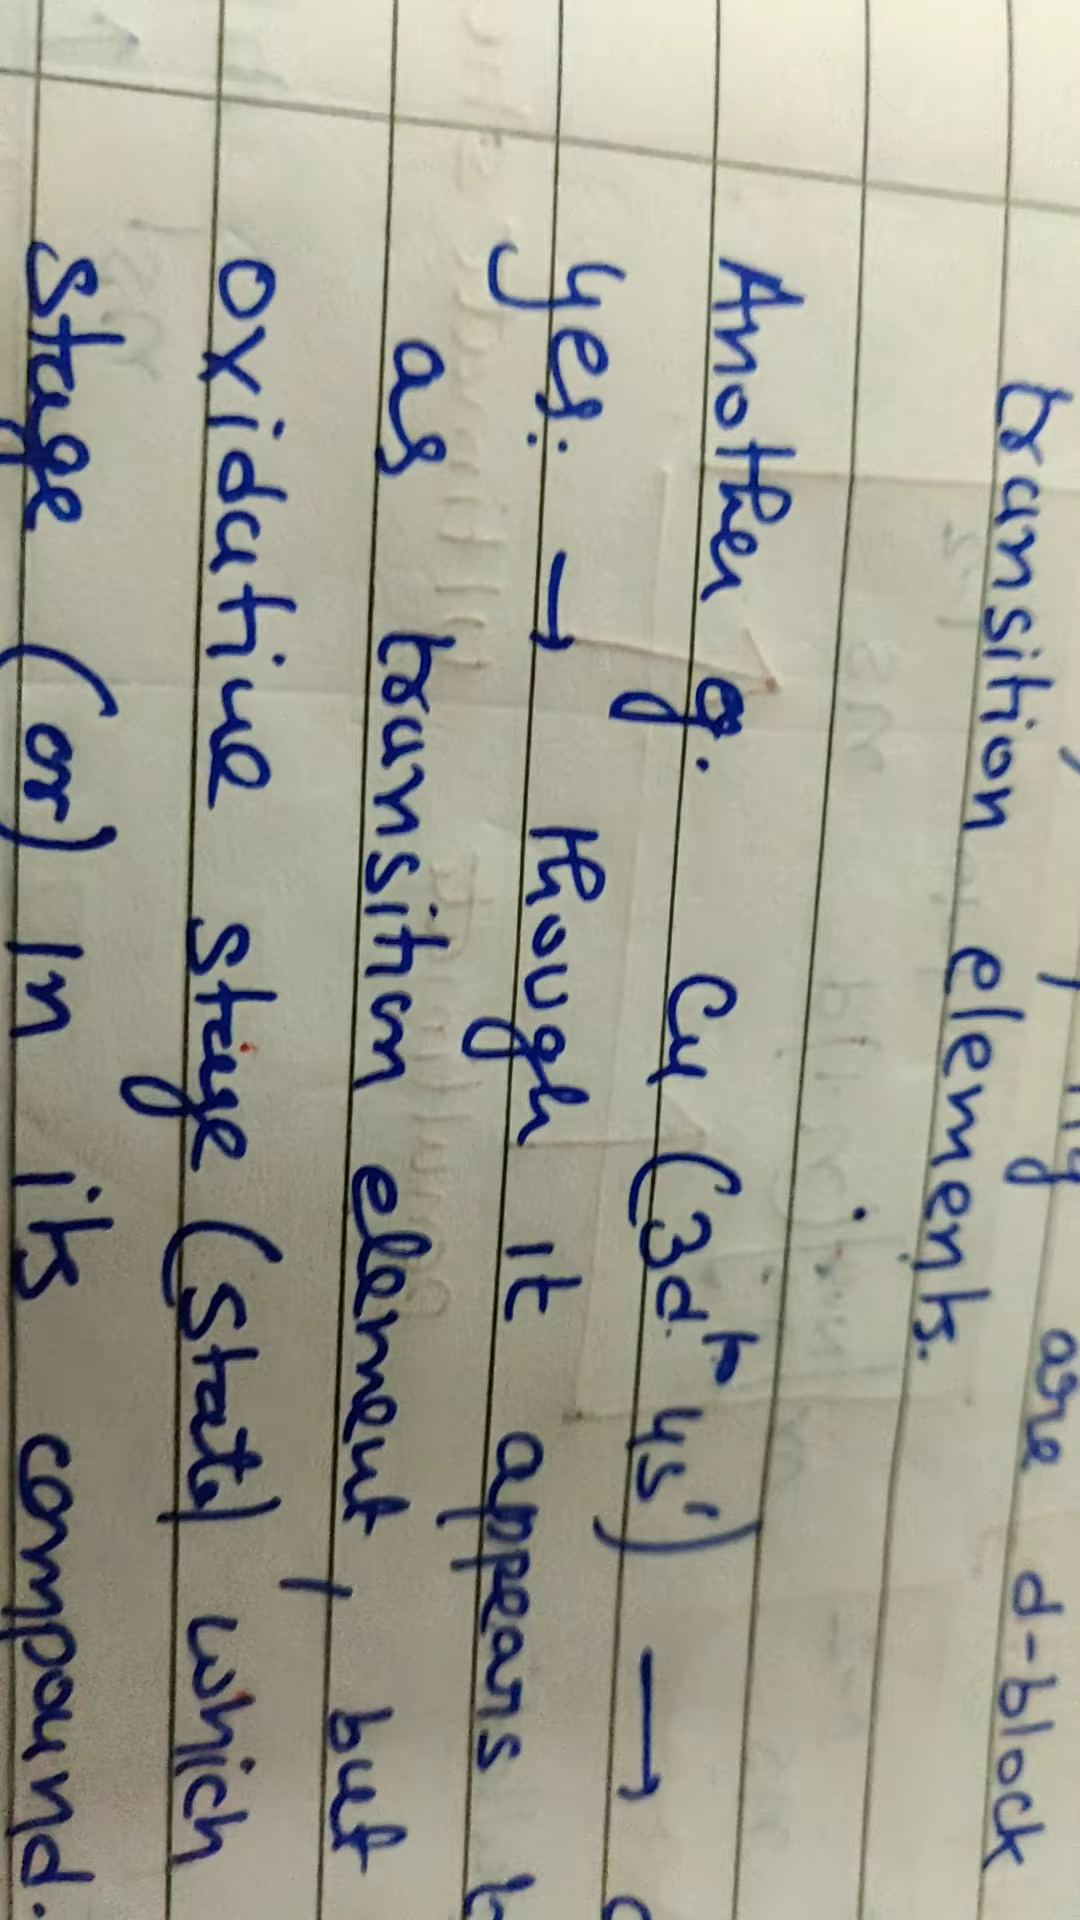 are d-block
transition elements.
Another eg. Cu (3d¹⁰ 4s¹) →
Yes. → though it appears
as transition element, but
oxidative stage (state) which
stage (or) in its compound.